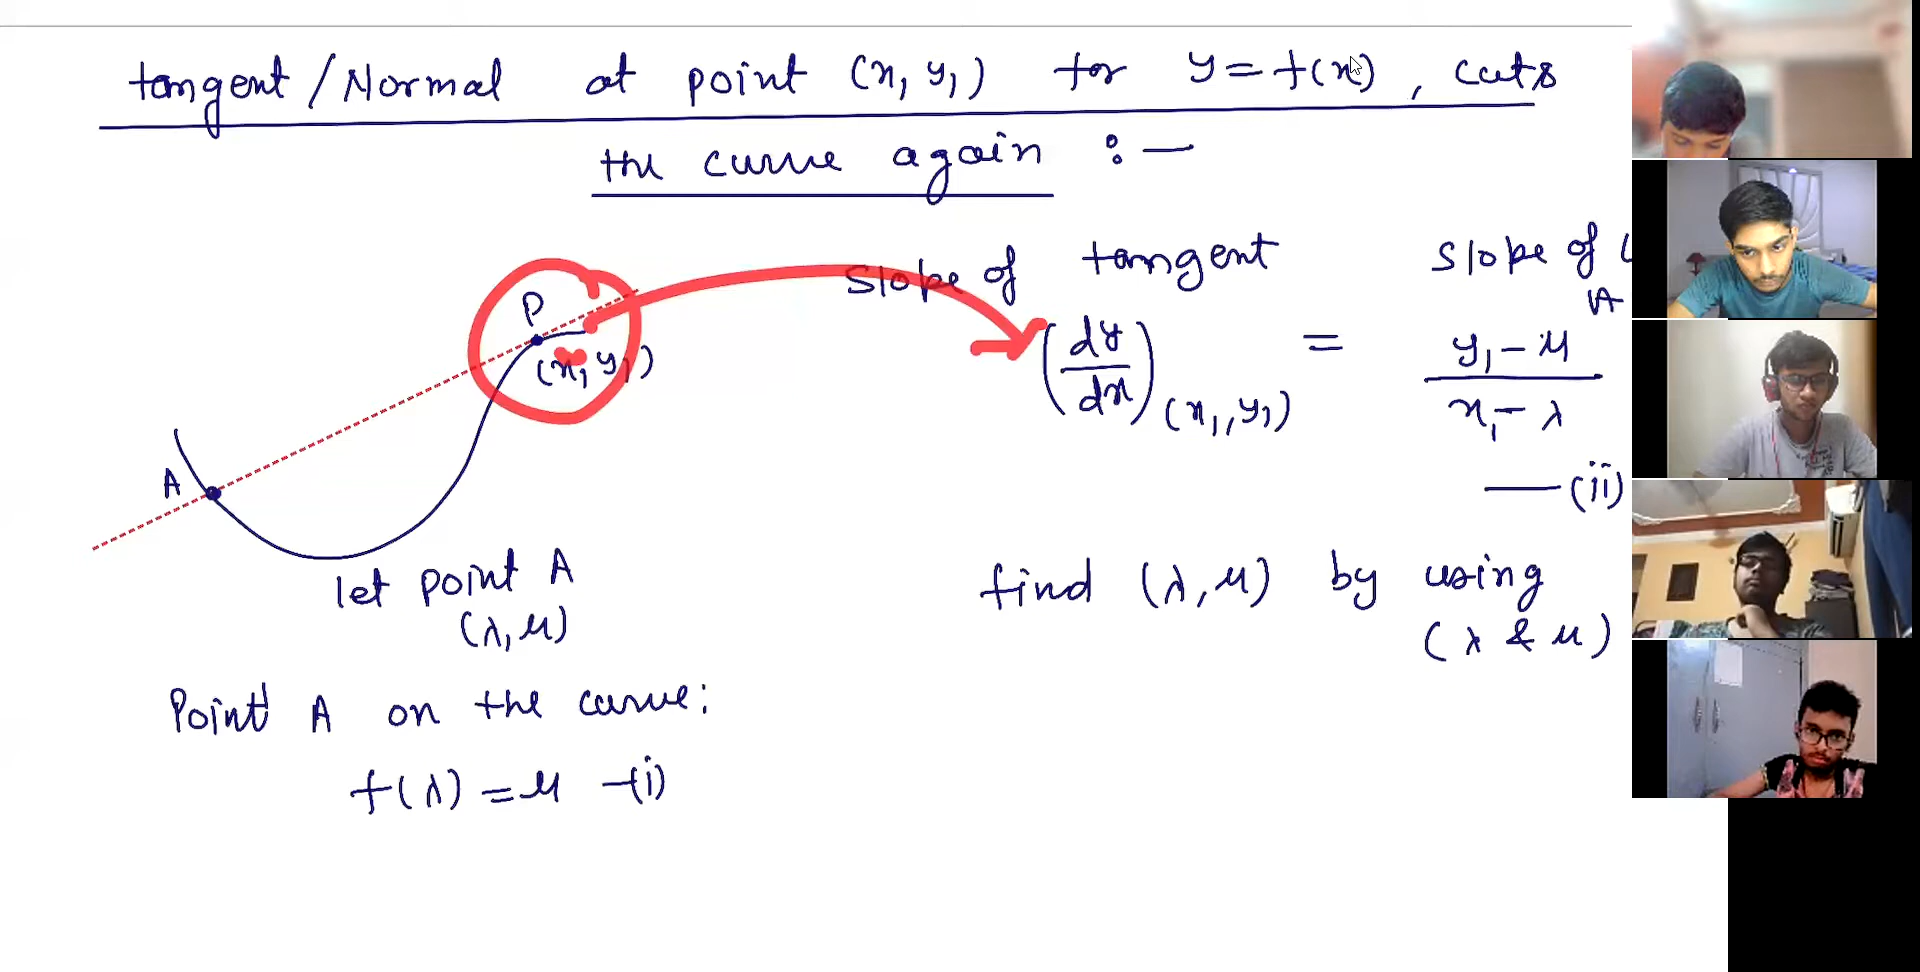 tangent / Normal at point (x, y₁) for y = f(x), cuts
the curve again :—
Slope of tangent
slope of
P
(x₁ y₁)
(dy/dx)(x₁, y₁) = (y₁ - μ)/(x₁ - λ)
—(ii)
A
let point A
(λ, μ)
find (λ, μ) by using
(λ & μ)
Point A on the curve:
f(λ) = μ —(i)